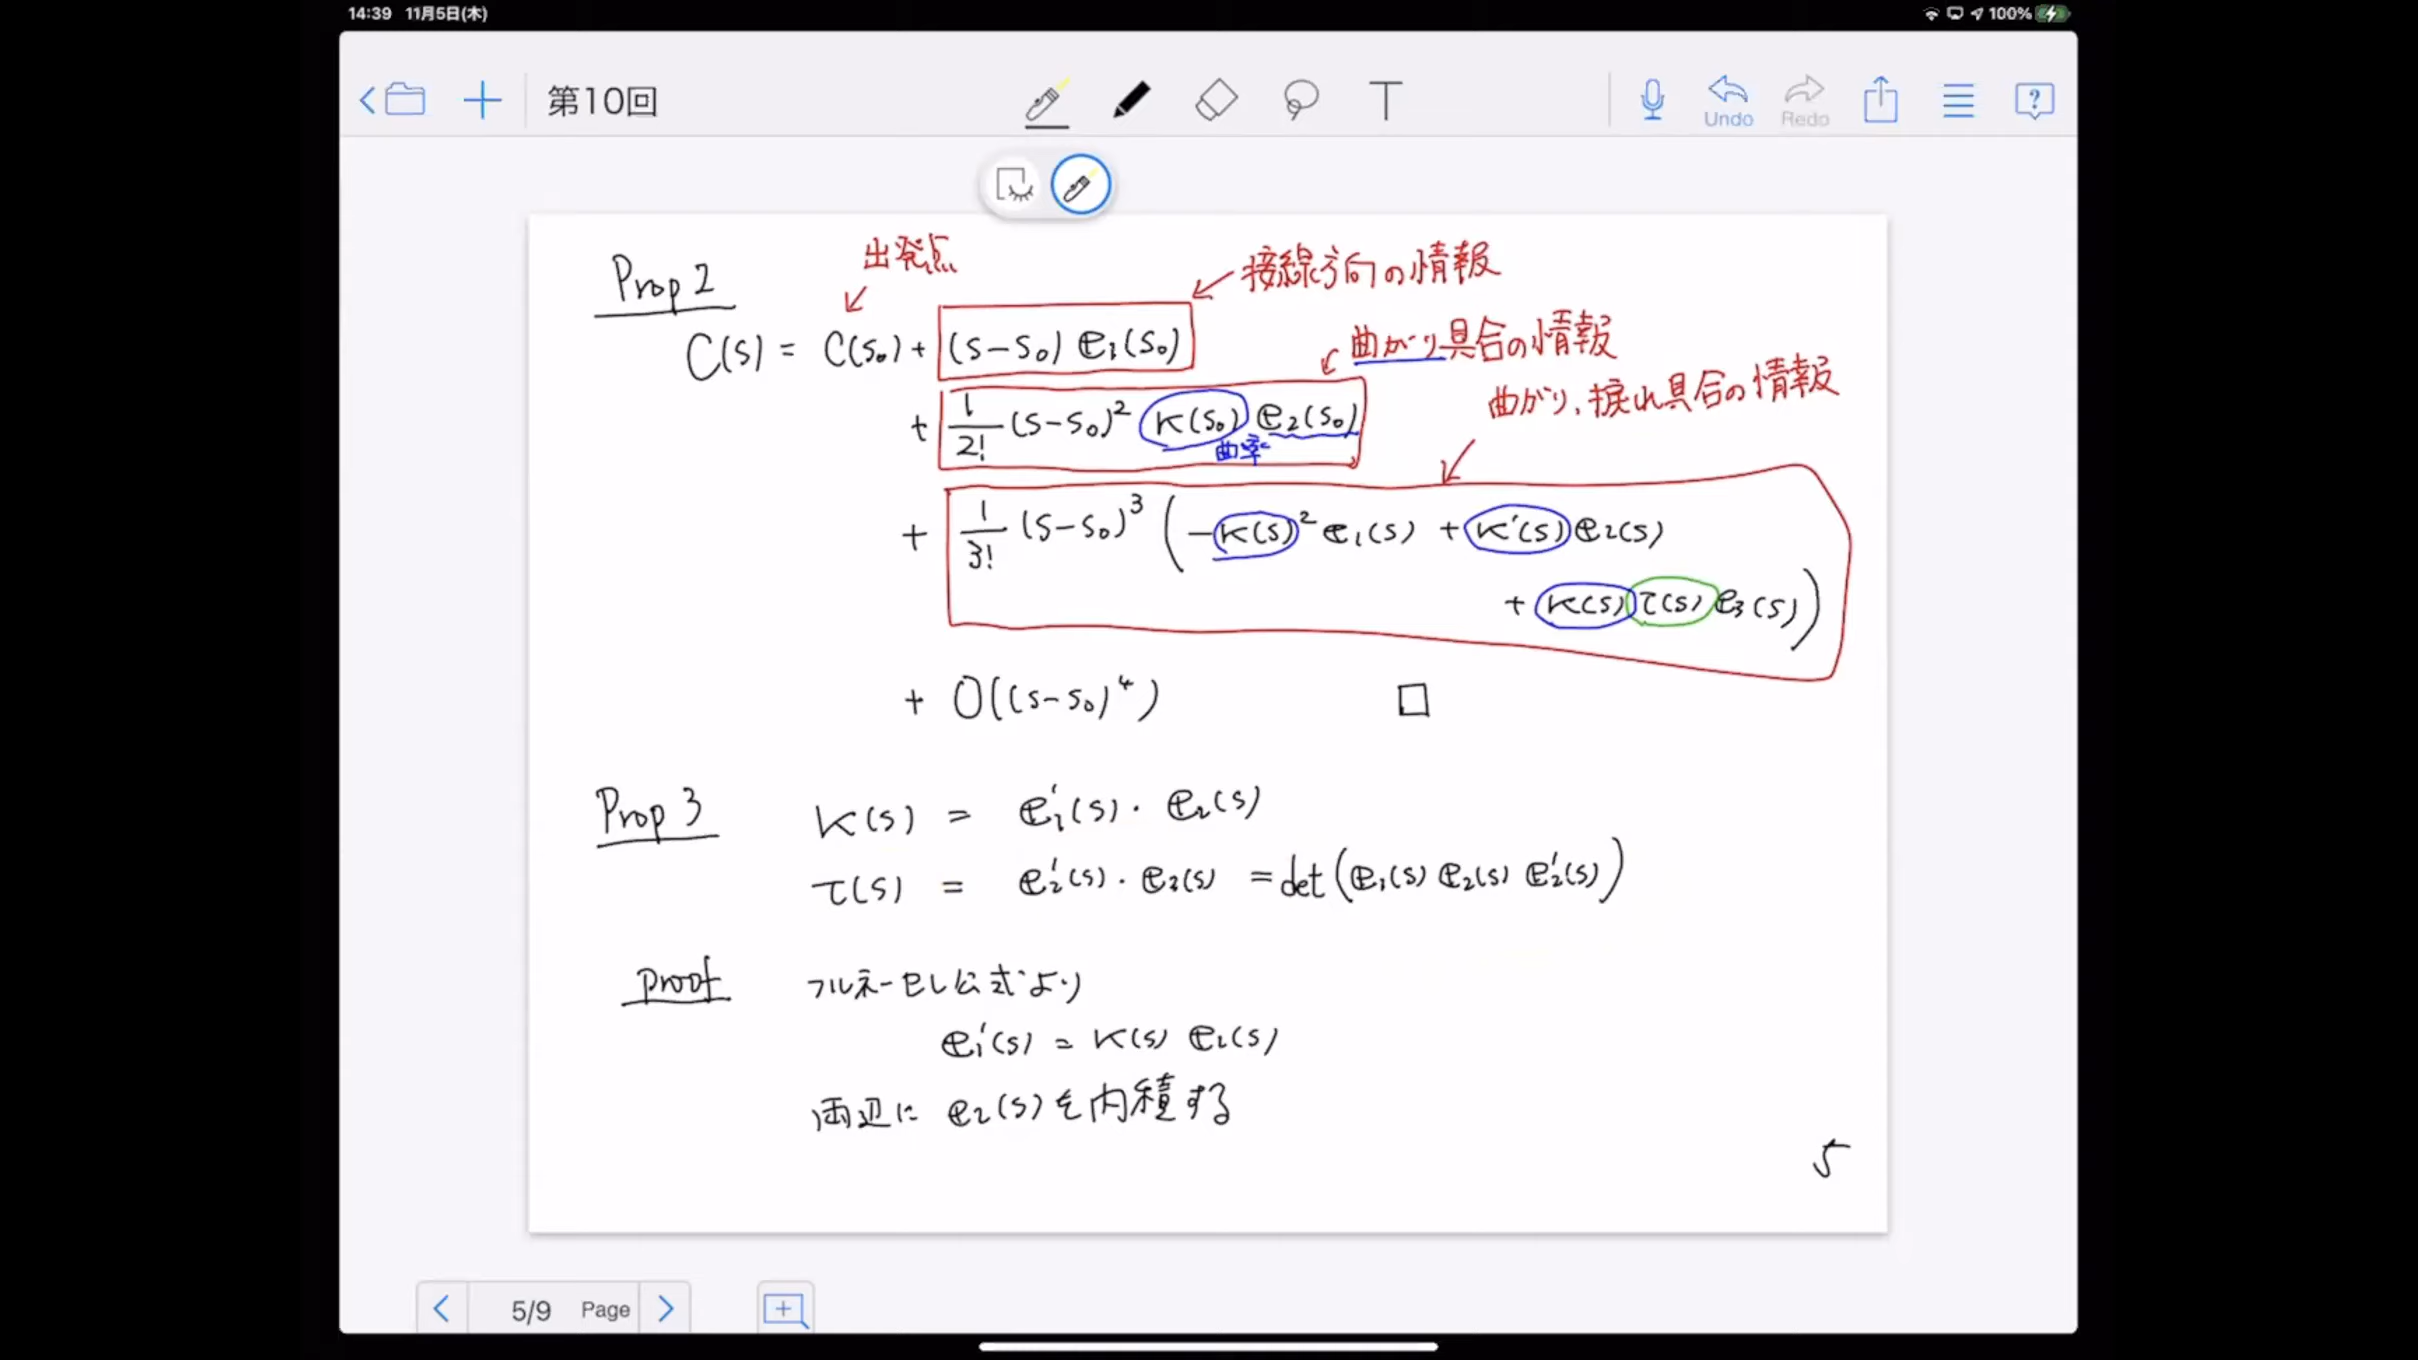 14:39 11月5日(木) 100%
第10回 T Undo Redo ?
Prop 2
出発点
接線方向の情報
C(s) = C(s₀) + (s-s₀) e₁(s₀)
曲がり具合の情報
+ 1/2! (s-s₀)² κ(s₀) e₂(s₀)
曲率
曲がり、捩れ具合の情報
+ 1/3! (s-s₀)³ (-κ(s)² e₁(s) + κ'(s) e₂(s)
+ κ(s) τ(s) e₃(s))
+ O((s-s₀)⁴) □
Prop 3 κ(s) = e₁'(s)・e₂(s)
τ(s) = e₂'(s)・e₃(s) = det(e₁(s) e₂(s) e₂'(s))
proof フルネーセレ公式より
e₁'(s) = κ(s) e₂(s)
両辺に e₂(s)を内積する
5
5/9 Page